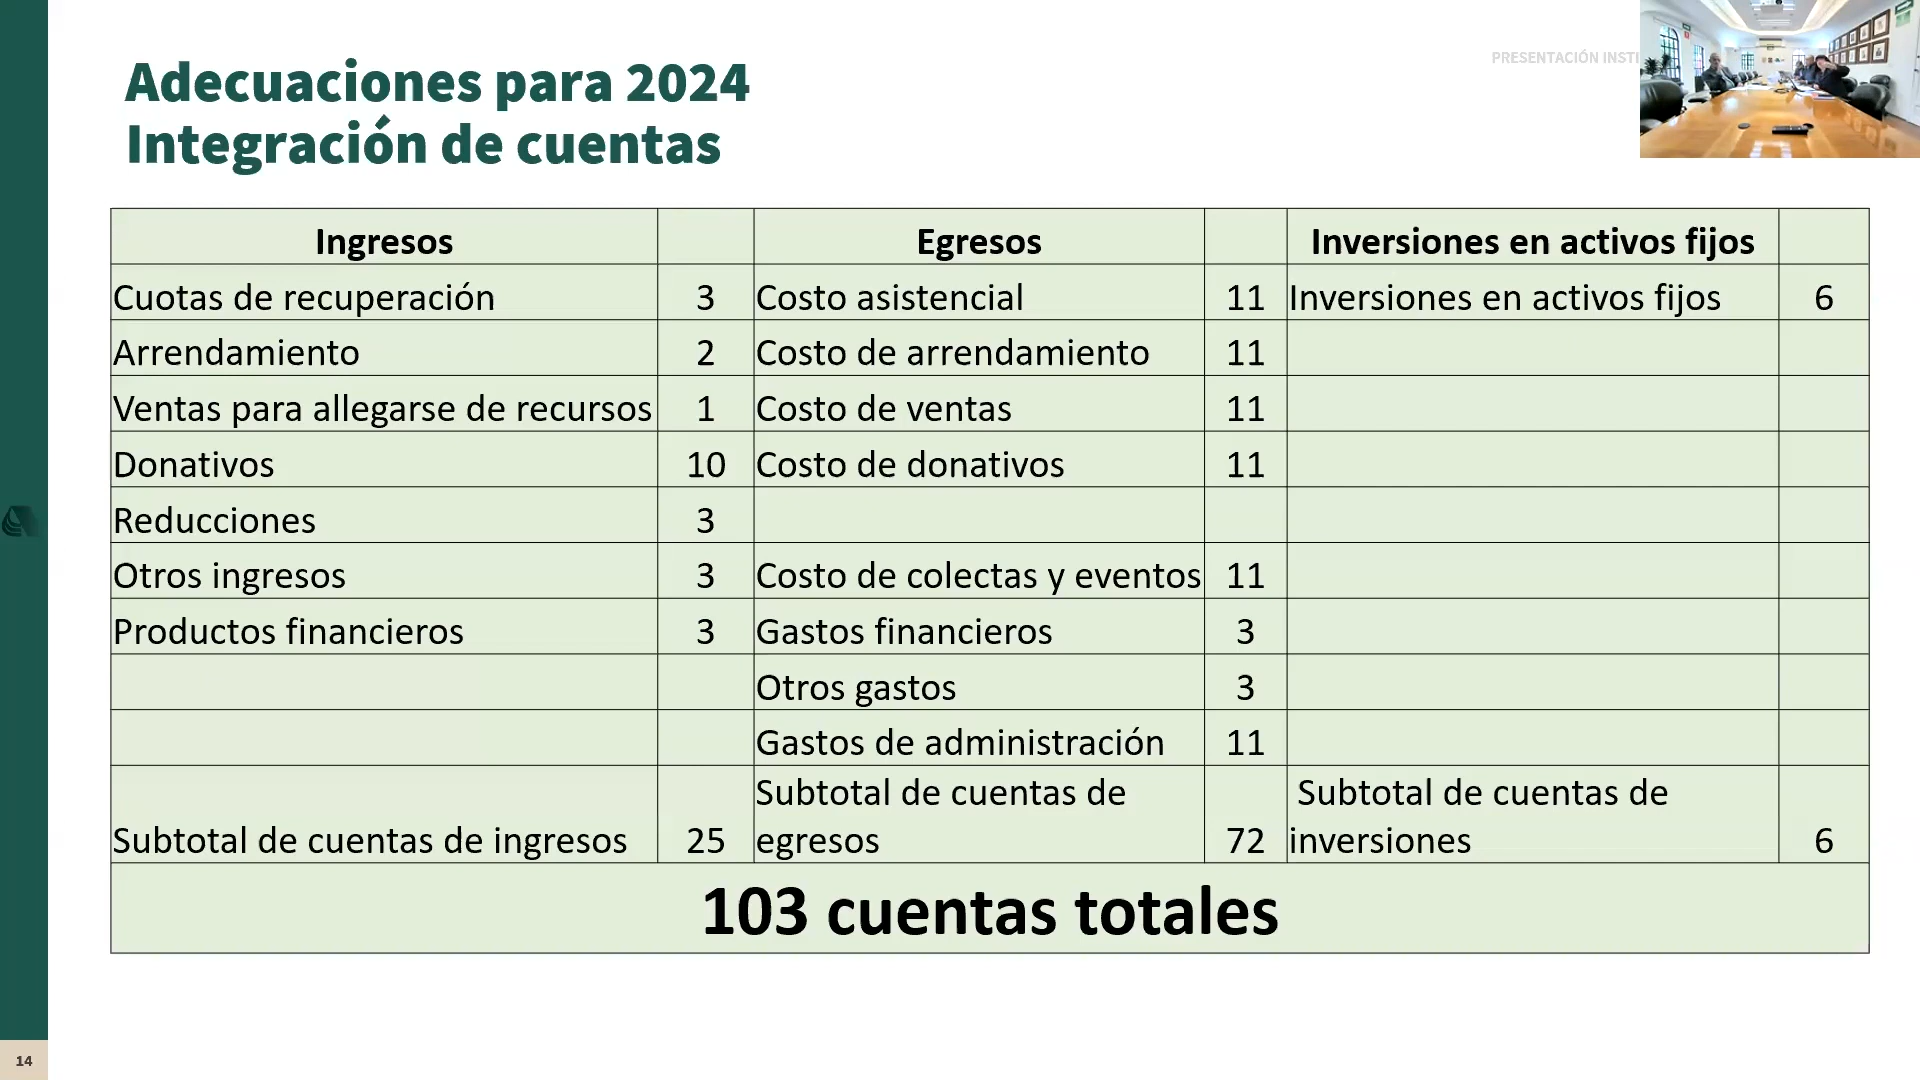 Adecuaciones para 2024
Integración de cuentas
PRESENTACIÓN
Ingresos Egresos Inversiones en activos fijos
Cuotas de recuperación 3 Costo asistencial 11 Inversiones en activos fijos 6
Arrendamiento 2 Costo de arrendamiento 11
Ventas para allegarse de recursos 1 Costo de ventas 11
Donativos 10 Costo de donativos 11
Reducciones 3
Otros ingresos 3 Costo de colectas y eventos 11
Productos financieros 3 Gastos financieros 3
Otros gastos 3
Gastos de administración 11
Subtotal de cuentas de ingresos 25 Subtotal de cuentas de egresos 72 Subtotal de cuentas de inversiones 6
103 cuentas totales
14